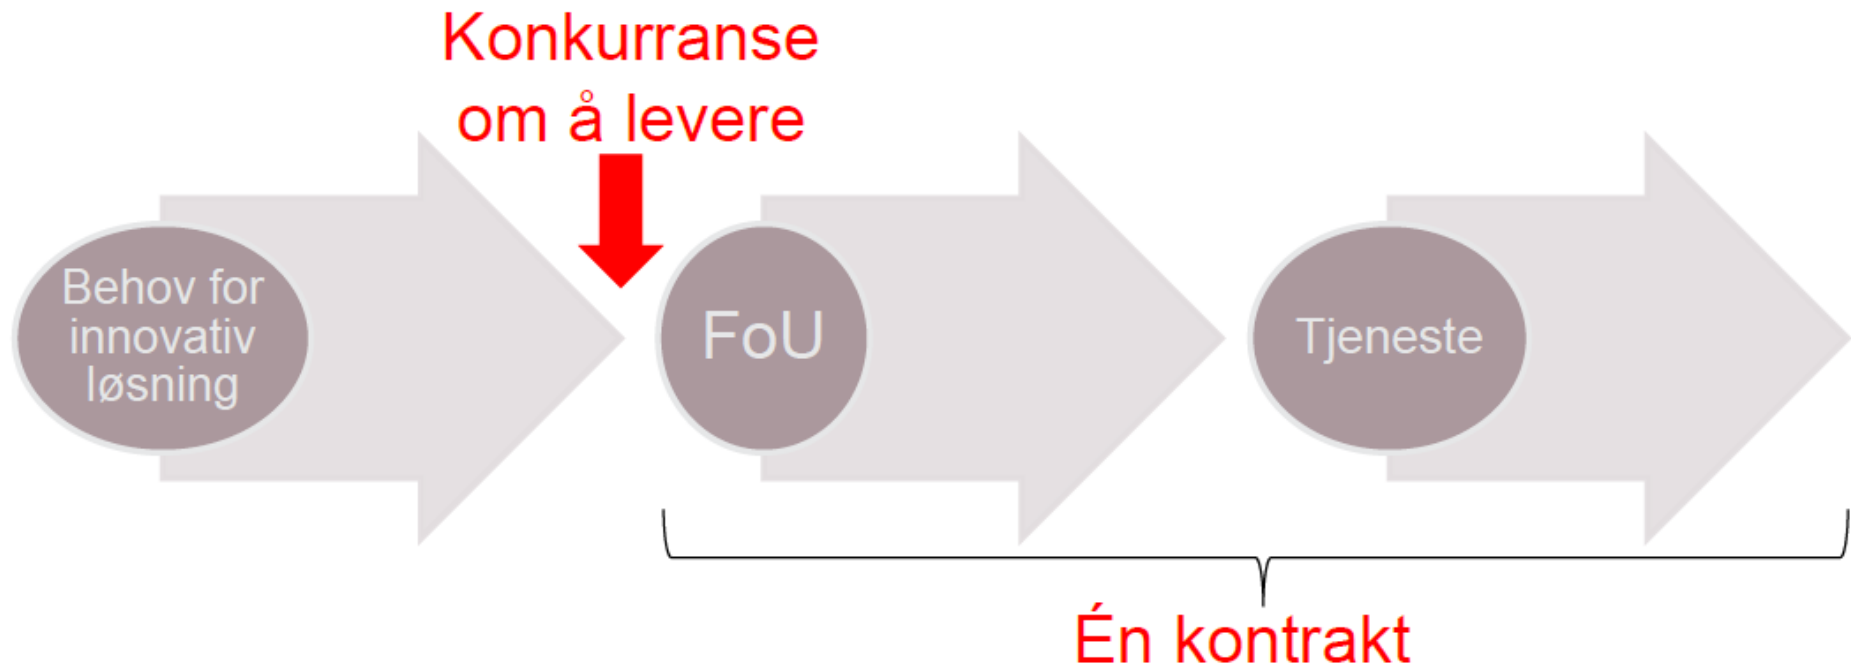 Konkurranse
om å levere
Behov for
innovativ
løsning
FoU
Tjeneste
Én kontrakt